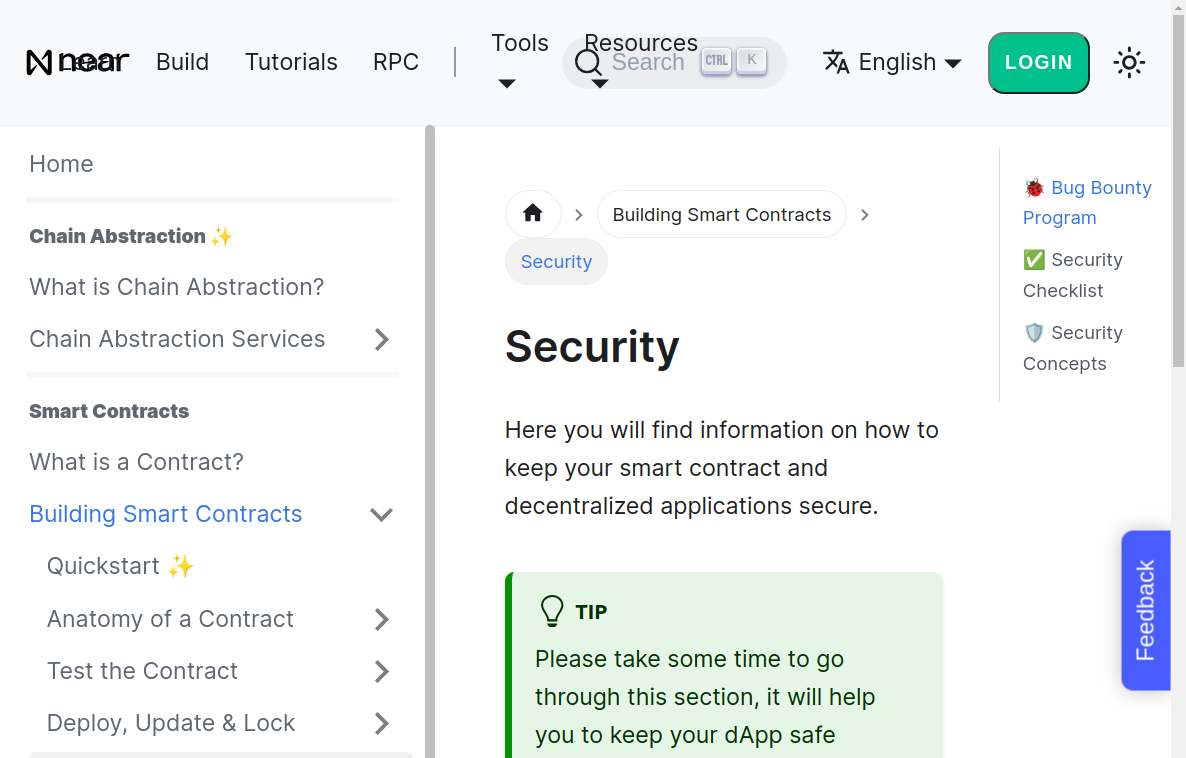 near
Learn
Build
Tutorials
RPC
Tools
Resources
Search
CTRL
K
English
LOGIN
Home
Chain Abstraction ✨
What is Chain Abstraction?
Chain Abstraction Services
Smart Contracts
What is a Contract?
Building Smart Contracts
Quickstart ✨
Anatomy of a Contract
Test the Contract
Deploy, Update & Lock
Building Smart Contracts
Security
Security
Here you will find information on how to
keep your smart contract and
decentralized applications secure.
TIP
Please take some time to go
through this section, it will help
you to keep your dApp safe
🐞 Bug Bounty
Program
✅ Security
Checklist
🛡️ Security
Concepts
Feedback